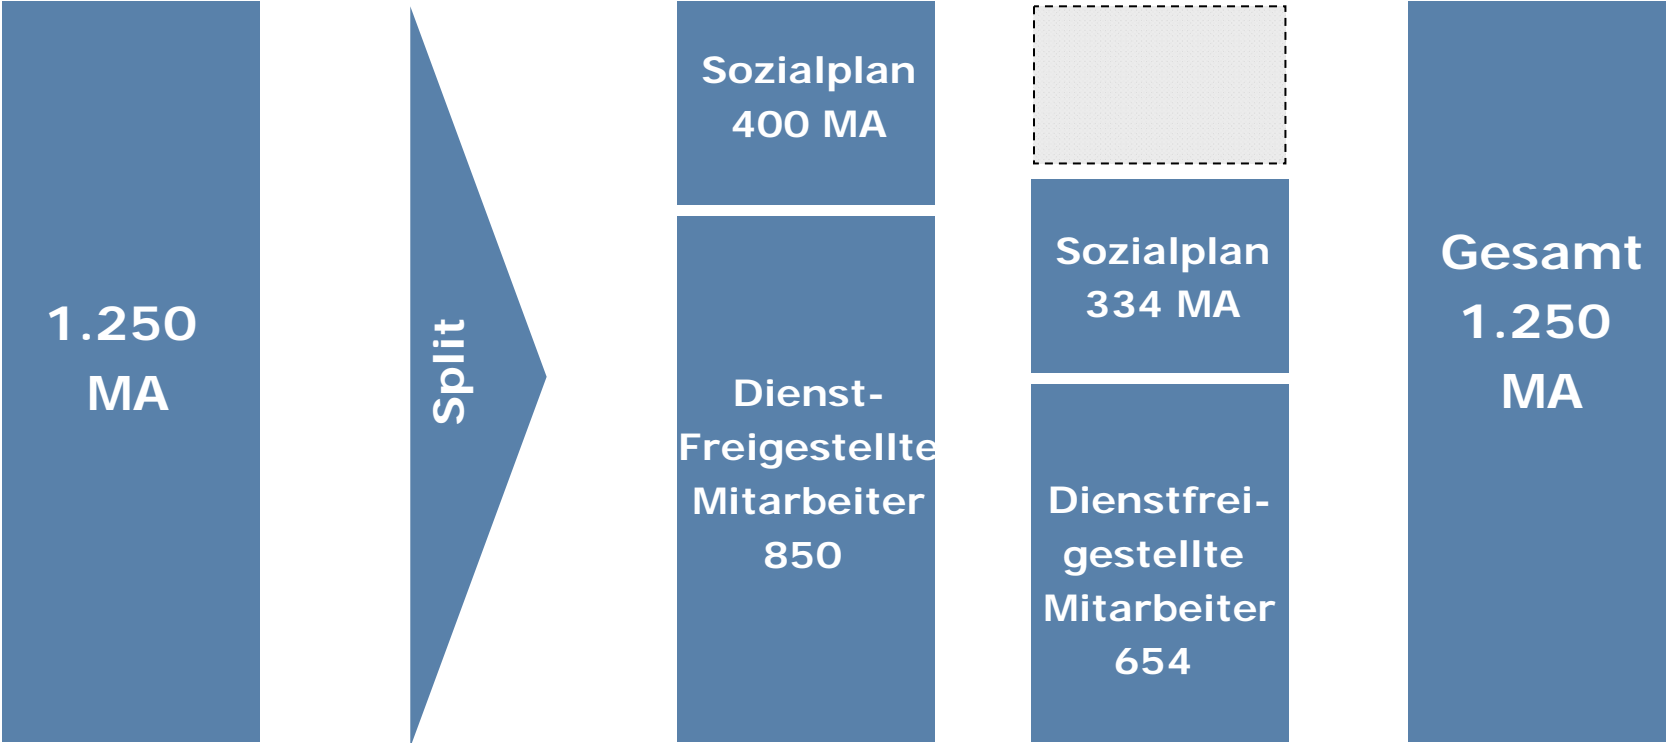 1.250
MA
Split
Sozialplan
400 MA
Dienst-
Freigestellte
Mitarbeiter
850
Sozialplan
334 MA
Dienstfrei-
gestellte
Mitarbeiter
654
Gesamt
1.250
MA